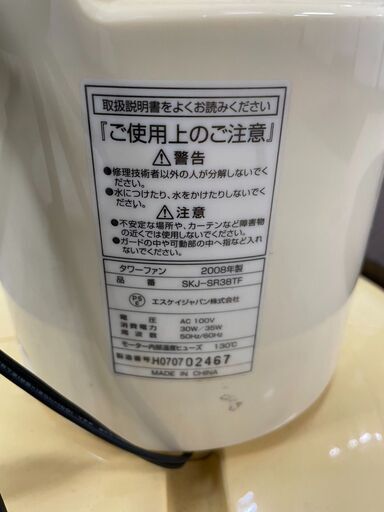 取扱説明書をよくお読みください
『ご使用上のご注意』
⚠警告
●修理技術者以外の人が分解しないでく
ださい。
●水につけたり、水をかけたりしないでく
ださい。
⚠注意
●不安定な場所や、カーテンなど障害物
の近くでは使用しないでください。
●ガードの中や可動部の中へ指など入れ
ないでください。
タワーファン 2008年製
品 番 SKJ-SR38TF
PS E エスケイジャパン株式会社
電 圧 AC 100V
消費電力 30W/35W
周波数 50Hz/60Hz
モーター内部温度ヒューズ 130℃
製造番号:H070702467
MADE IN CHINA